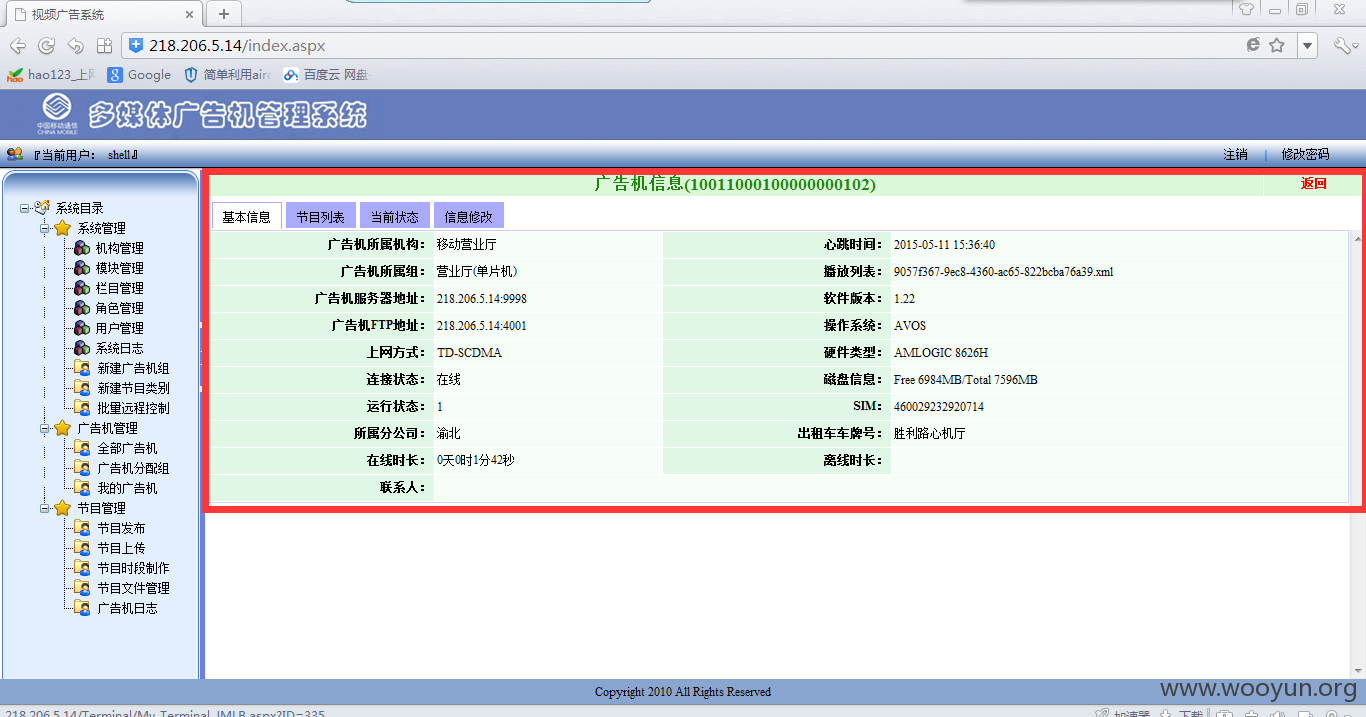 视频广告系统
218.206.5.14/index.aspx
hao123_上网 Google 简单利用airc 百度云 网盘
中国移动通信
CHINA MOBILE
多媒体广告机管理系统
『当前用户： shell』 注销 | 修改密码
系统目录
系统管理
机构管理
模块管理
栏目管理
角色管理
用户管理
系统日志
新建广告机组
新建节目类别
批量远程控制
广告机管理
全部广告机
广告机分配组
我的广告机
节目管理
节目发布
节目上传
节目时段制作
节目文件管理
广告机日志
广告机信息(10011000100000000102) 返回
基本信息 节目列表 当前状态 信息修改
广告机所属机构： 移动营业厅 心跳时间： 2015-05-11 15:36:40
广告机所属组： 营业厅(单片机) 播放列表： 9057f367-9ec8-4360-ac65-822bcba76a39.xml
广告机服务器地址： 218.206.5.14:9998 软件版本： 1.22
广告机FTP地址： 218.206.5.14:4001 操作系统： AVOS
上网方式： TD-SCDMA 硬件类型： AMLOGIC 8626H
连接状态： 在线 磁盘信息： Free 6984MB/Total 7596MB
运行状态： 1 SIM： 460029232920714
所属分公司： 渝北 出租车车牌号： 胜利路心机厅
在线时长： 0天0时1分42秒 离线时长：
联系人：
Copyright 2010 All Rights Reserved
www.wooyun.org
218.206.5.14/Terminal/My_Terminal_JMLB.aspx?ID=335 加速器 下载